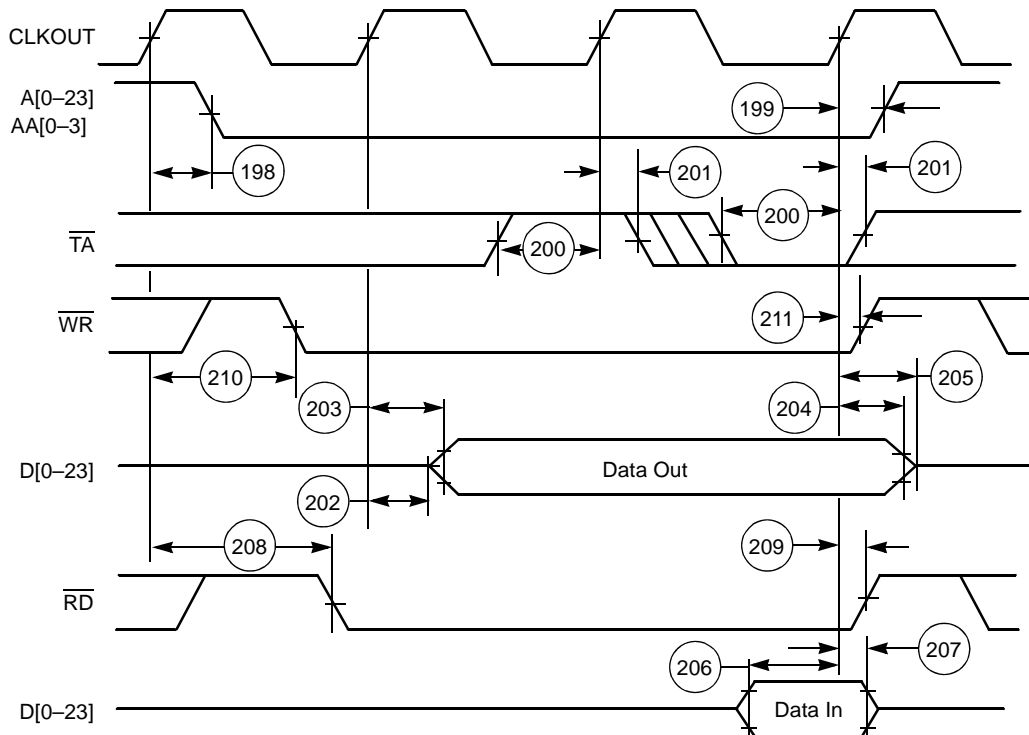 CLKOUT
A[0–23]
AA[0–3]
199
198
201
201
TA
200
200
WR
211
210
203
204
205
D[0–23]
Data Out
202
208
209
RD
206
207
D[0–23]
Data In